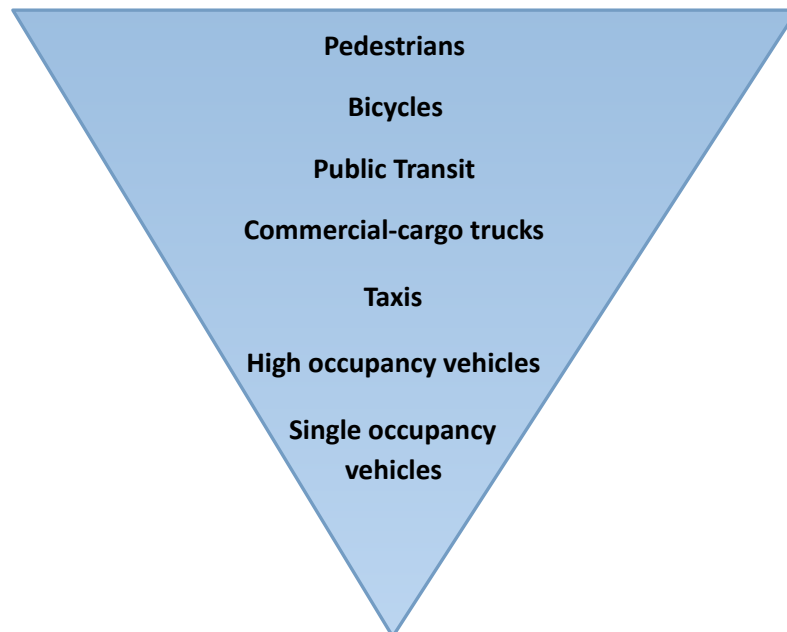 Pedestrians
Bicycles
Public Transit
Commercial-cargo trucks
Taxis
High occupancy vehicles
Single occupancy
vehicles